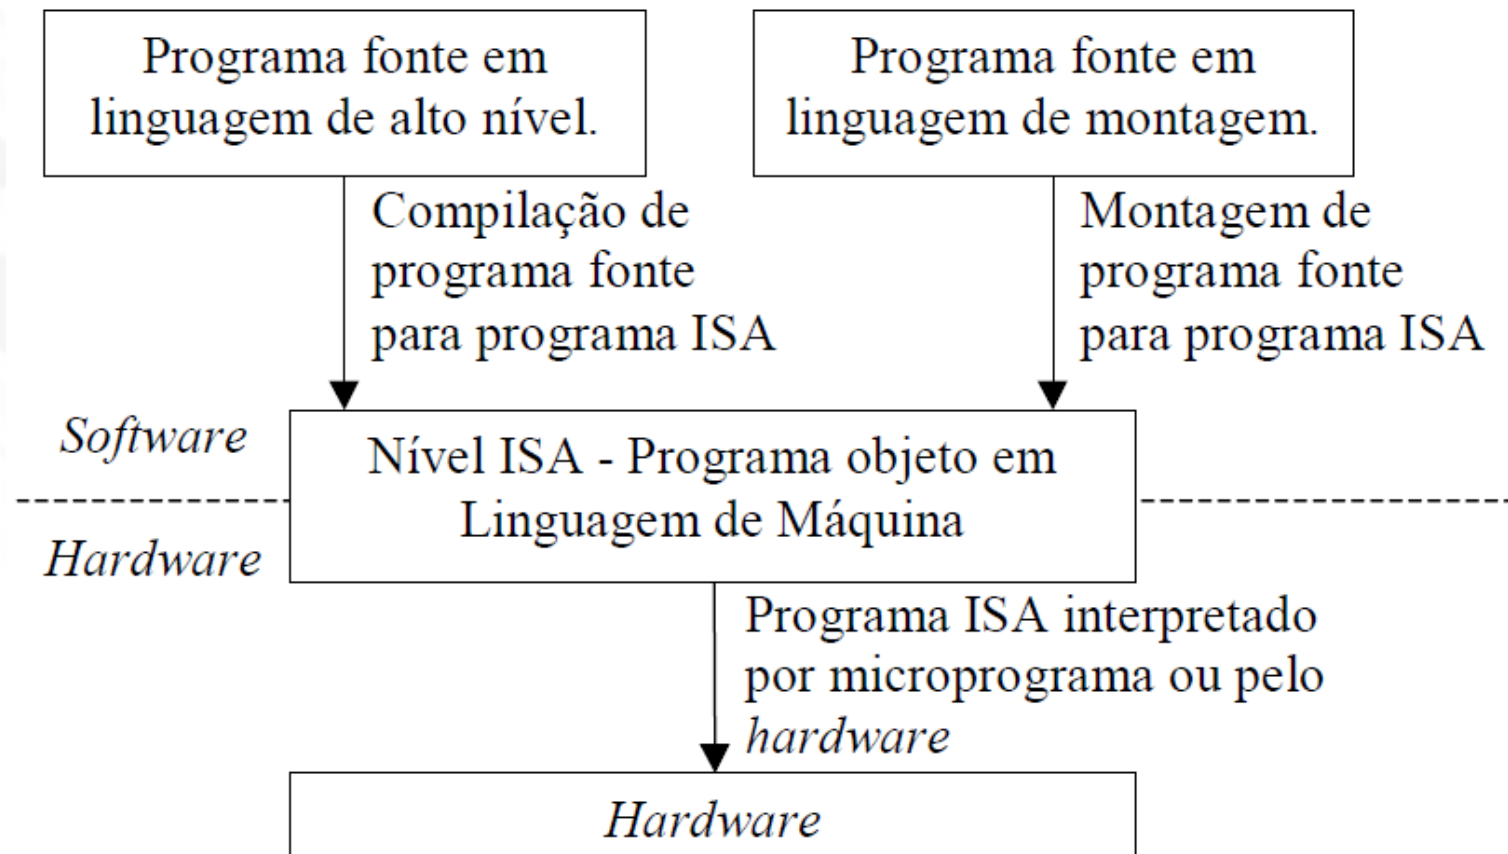 Programa fonte em
linguagem de alto nível.
Programa fonte em
linguagem de montagem.
Compilação de
programa fonte
para programa ISA
Montagem de
programa fonte
para programa ISA
Software
Nível ISA - Programa objeto em
Linguagem de Máquina
Hardware
Programa ISA interpretado
por microprograma ou pelo
hardware
Hardware